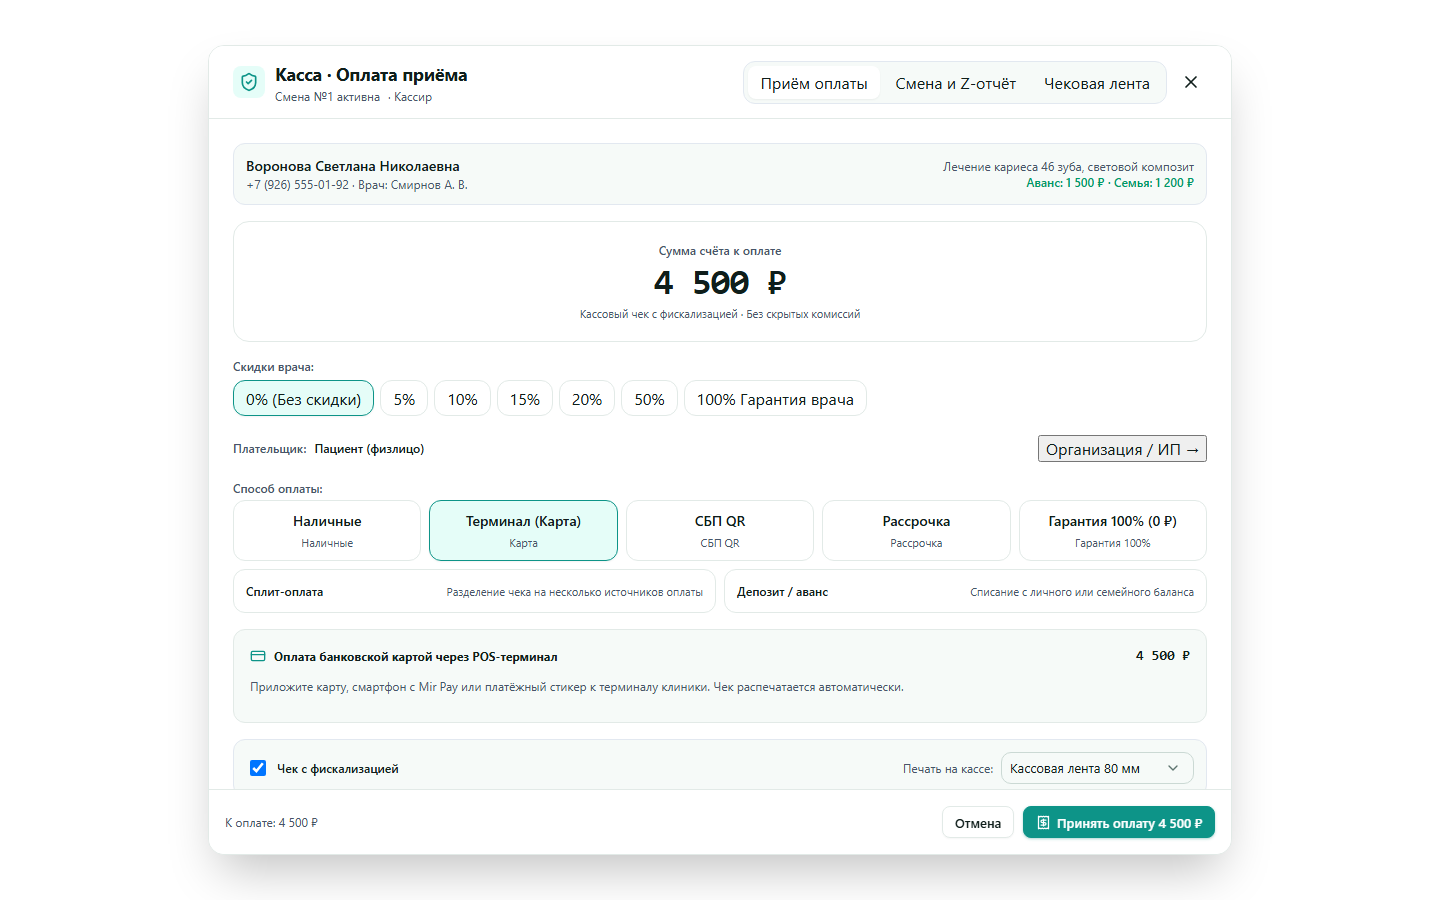 Касса · Оплата приёма
Смена №1 активна · Кассир
Приём оплаты
Смена и Z-отчёт
Чековая лента
Воронова Светлана Николаевна
+7 (926) 555-01-92 · Врач: Смирнов А. В.
Лечение кариеса 46 зуба, световой композит
Аванс: 1 500 ₽ · Семья: 1 200 ₽
Сумма счёта к оплате
4 500 ₽
Кассовый чек с фискализацией · Без скрытых комиссий
Скидки врача:
0% (Без скидки)
5%
10%
15%
20%
50%
100% Гарантия врача
Плательщик: Пациент (физлицо)
Организация / ИП →
Способ оплаты:
Наличные
Наличные
Терминал (Карта)
Карта
СБП QR
СБП QR
Рассрочка
Рассрочка
Гарантия 100% (0 ₽)
Гарантия 100%
Сплит-оплата
Разделение чека на несколько источников оплаты
Депозит / аванс
Списание с личного или семейного баланса
Оплата банковской картой через POS-терминал
4 500 ₽
Приложите карту, смартфон с Mir Pay или платёжный стикер к терминалу клиники. Чек распечатается автоматически.
Чек с фискализацией
Печать на кассе:
Кассовая лента 80 мм
К оплате: 4 500 ₽
Отмена
Принять оплату 4 500 ₽